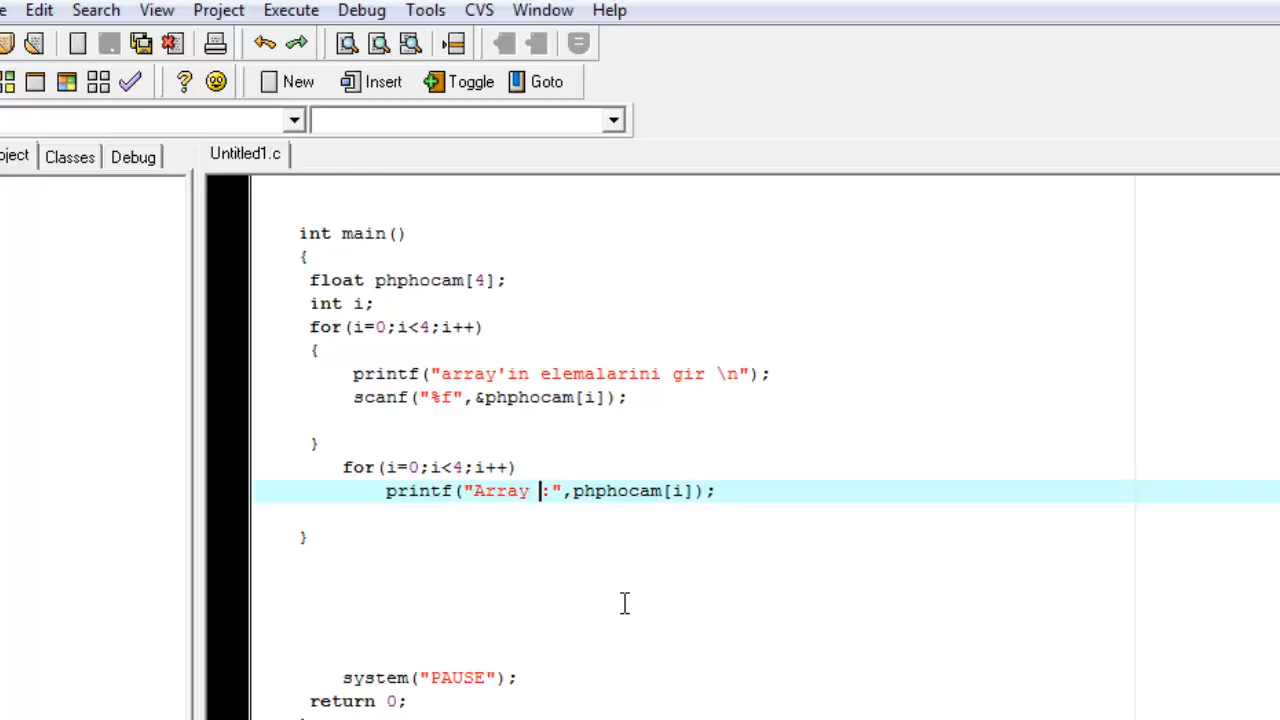 e Edit Search View Project Execute Debug Tools CVS Window Help
New Insert Toggle Goto
oject Classes Debug Untitled1.c
int main()
{
float phphocam[4];
int i;
for(i=0;i<4;i++)
{
printf("array'in elemalarini gir \n");
scanf("%f",&phphocam[i]);
}
for(i=0;i<4;i++)
printf("Array :",phphocam[i]);
}
system("PAUSE");
return 0;